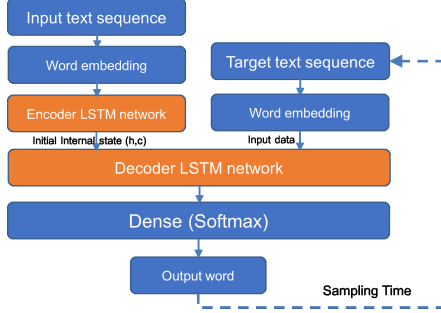 Input text sequence
Word embedding
Encoder LSTM network
Initial Internal state (h,c)
Target text sequence
Word embedding
Input data
Decoder LSTM network
Dense (Softmax)
Output word
Sampling Time